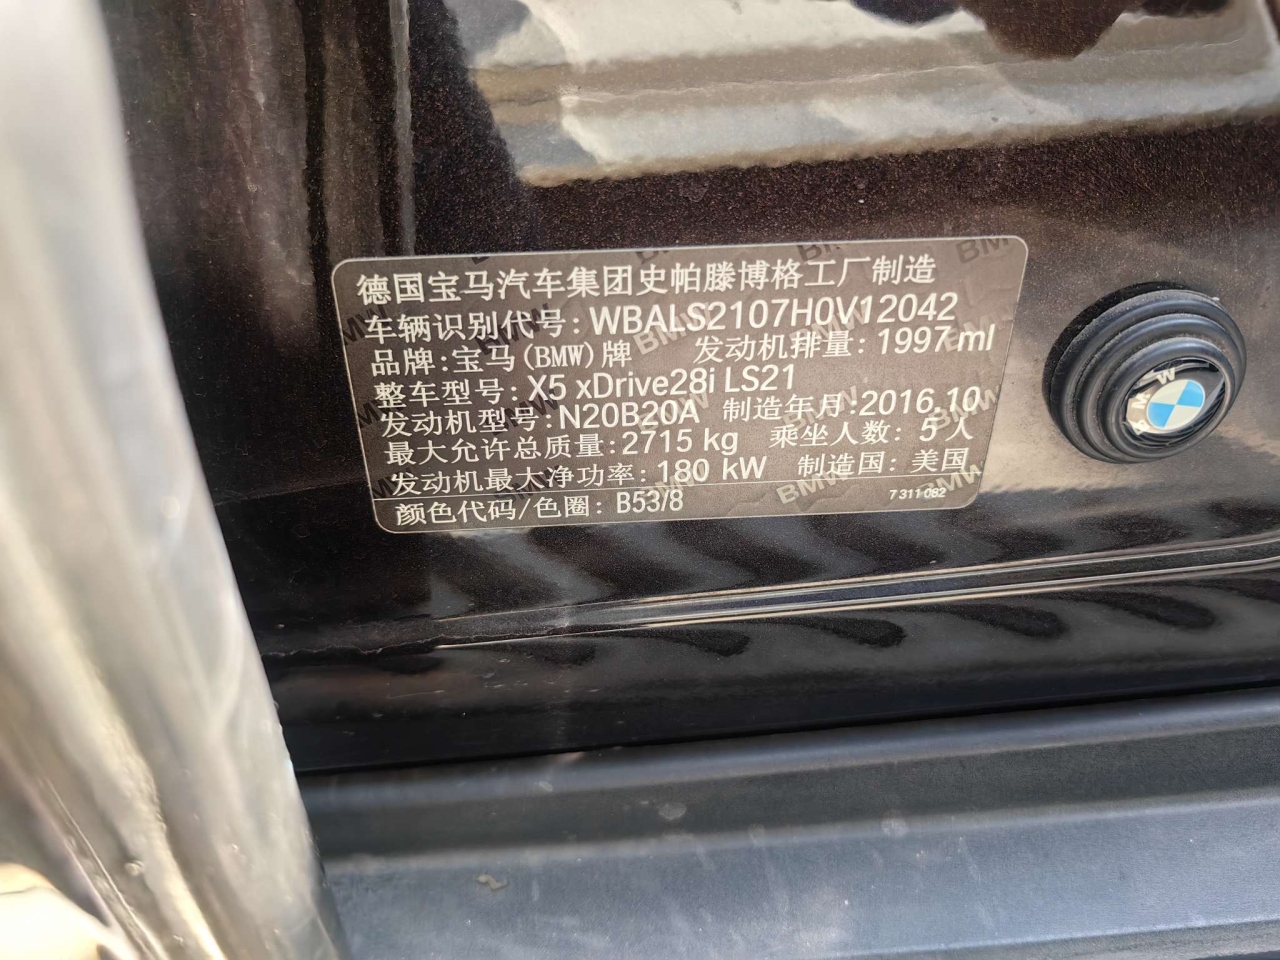 德国宝马汽车集团史帕滕博格工厂制造
车辆识别代号: WBALS2107H0V12042
品牌: 宝马(BMW)牌 发动机排量: 1997 ml
整车型号: X5 xDrive28i LS21
发动机型号: N20B20A 制造年月: 2016.10
最大允许总质量: 2715 kg 乘坐人数: 5人
发动机最大净功率: 180 kW 制造国: 美国
颜色代码/色圈: B53/8 7 311 082
BMW